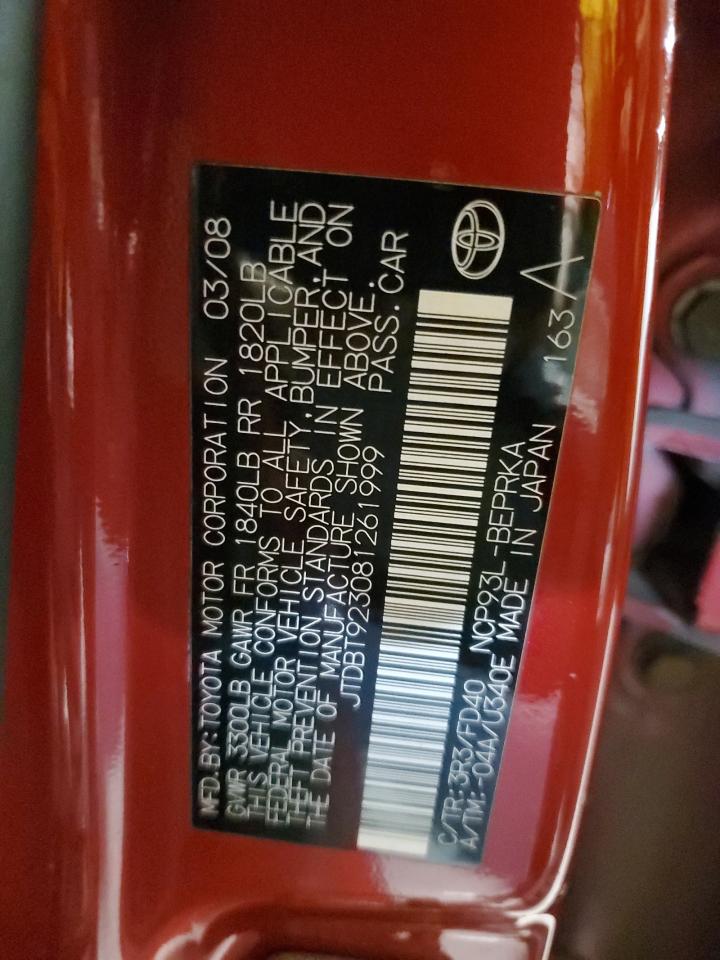 MFD.BY:TOYOTA MOTOR CORPORATION 03/08
GVWR 3300LB GAWR FR 1840LB RR 1820LB
THIS VEHICLE CONFORMS TO ALL APPLICABLE
FEDERAL MOTOR VEHICLE SAFETY,BUMPER,AND
THEFT PREVENTION STANDARDS IN EFFECT ON
THE DATE OF MANUFACTURE SHOWN ABOVE.
JTDBT923081261999 PASS.CAR
C/TR:3R3/FD40 NCP93L-BEPRKA
A/TM:-04A/U340E MADE IN JAPAN 163 A